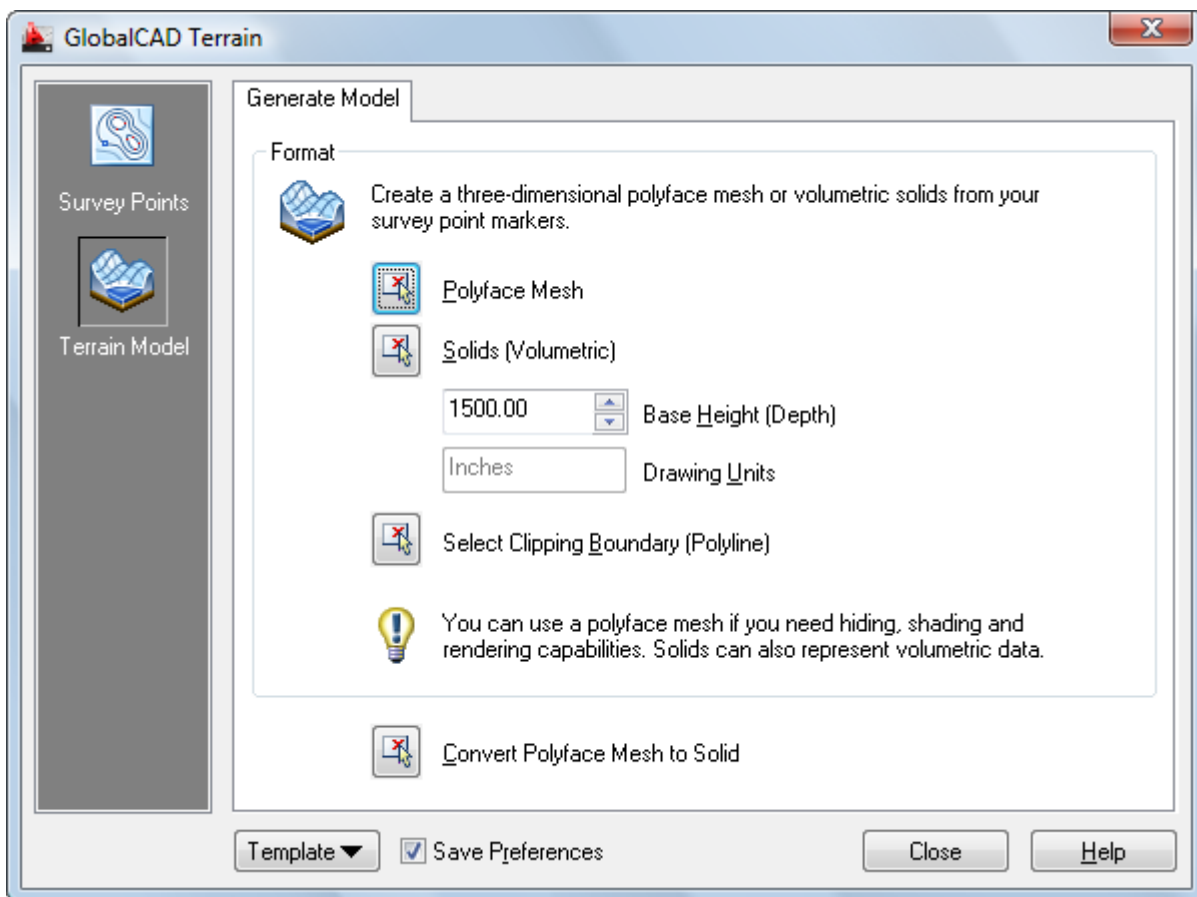 GlobalCAD Terrain
Survey Points
Terrain Model
Generate Model
Format
Create a three-dimensional polyface mesh or volumetric solids from your
survey point markers.
Polyface Mesh
Solids (Volumetric)
1500.00
Base Height (Depth)
Inches
Drawing Units
Select Clipping Boundary (Polyline)
You can use a polyface mesh if you need hiding, shading and
rendering capabilities. Solids can also represent volumetric data.
Convert Polyface Mesh to Solid
Template
Save Preferences
Close
Help